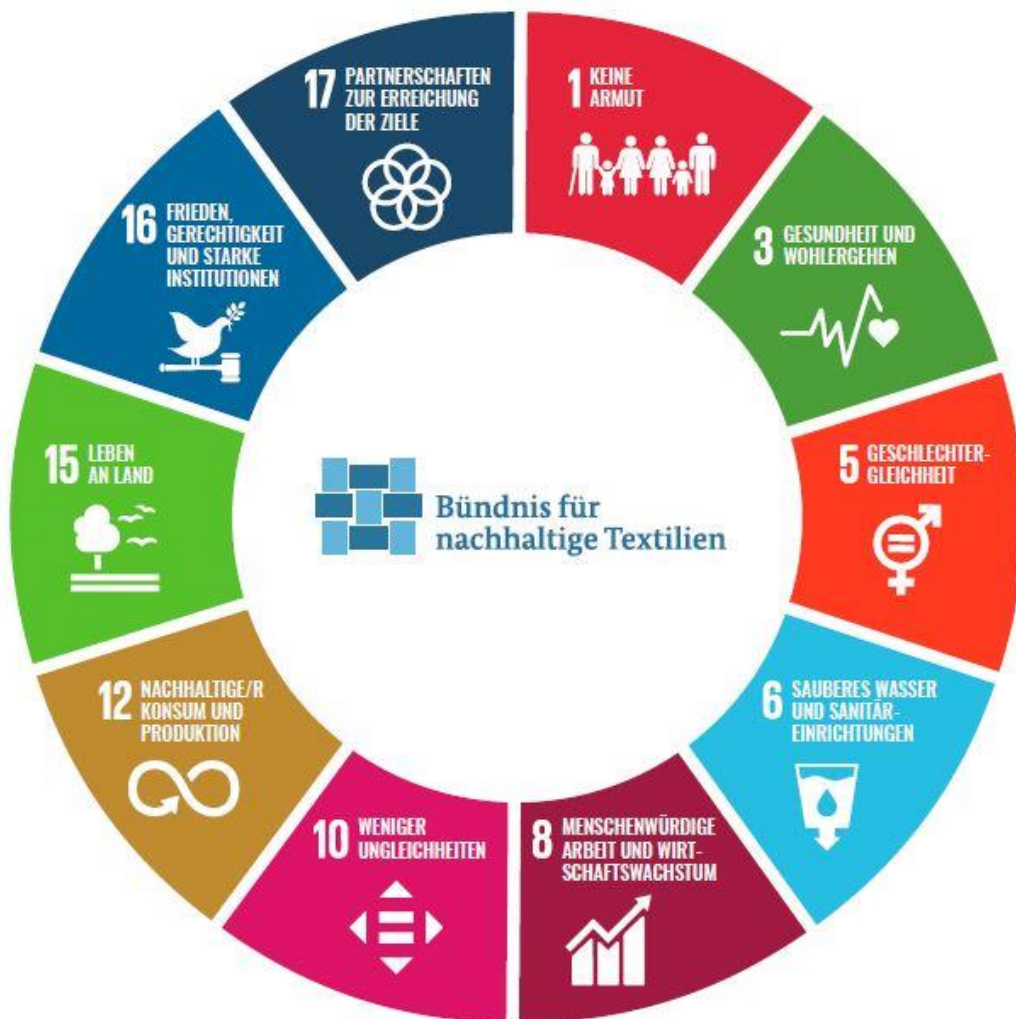 1 KEINE
ARMUT
3 GESUNDHEIT UND
WOHLERGEHEN
5 GESCHLECHTER-
GLEICHHEIT
6 SAUBERES WASSER
UND SANITÄR-
EINRICHTUNGEN
8 MENSCHENWÜRDIGE
ARBEIT UND WIRT-
SCHAFTSWACHSTUM
10 WENIGER
UNGLEICHHEITEN
12 NACHHALTIGE/R
KONSUM UND
PRODUKTION
15 LEBEN
AN LAND
16 FRIEDEN,
GERECHTIGKEIT
UND STARKE
INSTITUTIONEN
17 PARTNERSCHAFTEN
ZUR ERREICHUNG
DER ZIELE
Bündnis für
nachhaltige Textilien